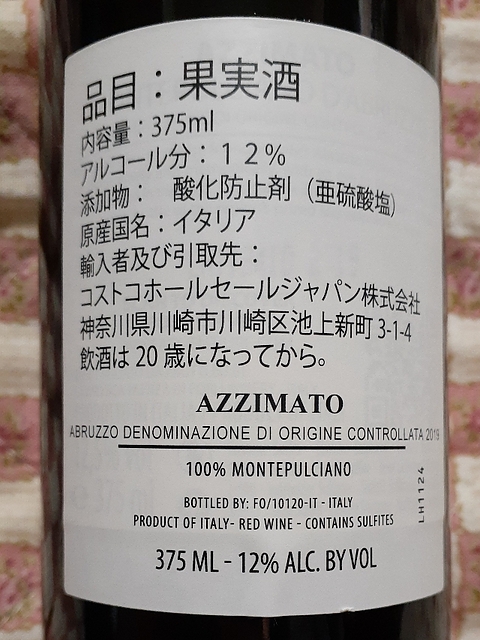 品目：果実酒
内容量：375ml
アルコール分：１２％
添加物：　酸化防止剤（亜硫酸塩）
原産国名：イタリア
輸入者及び引取先：
コストコホールセールジャパン株式会社
神奈川県川崎市川崎区池上新町 3-1-4
飲酒は 20 歳になってから。
AZZIMATO
ABRUZZO DENOMINAZIONE DI ORIGINE CONTROLLATA 2019
100% MONTEPULCIANO
BOTTLED BY: FO/10120-IT - ITALY
PRODUCT OF ITALY- RED WINE - CONTAINS SULFITES
LH1124
375 ML - 12% ALC. BY VOL